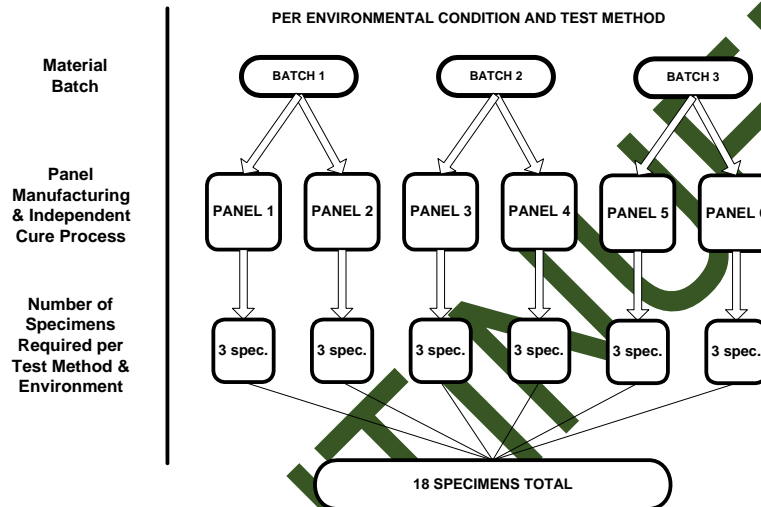 PER ENVIRONMENTAL CONDITION AND TEST METHOD
Material
Batch
BATCH 1
BATCH 2
BATCH 3
Panel
Manufacturing
& Independent
Cure Process
PANEL 1
PANEL 2
PANEL 3
PANEL 4
PANEL 5
PANEL
Number of
Specimens
Required per
Test Method &
Environment
3 spec.
3 spec.
3 spec.
3 spec.
3 spec.
3 spec.
18 SPECIMENS TOTAL